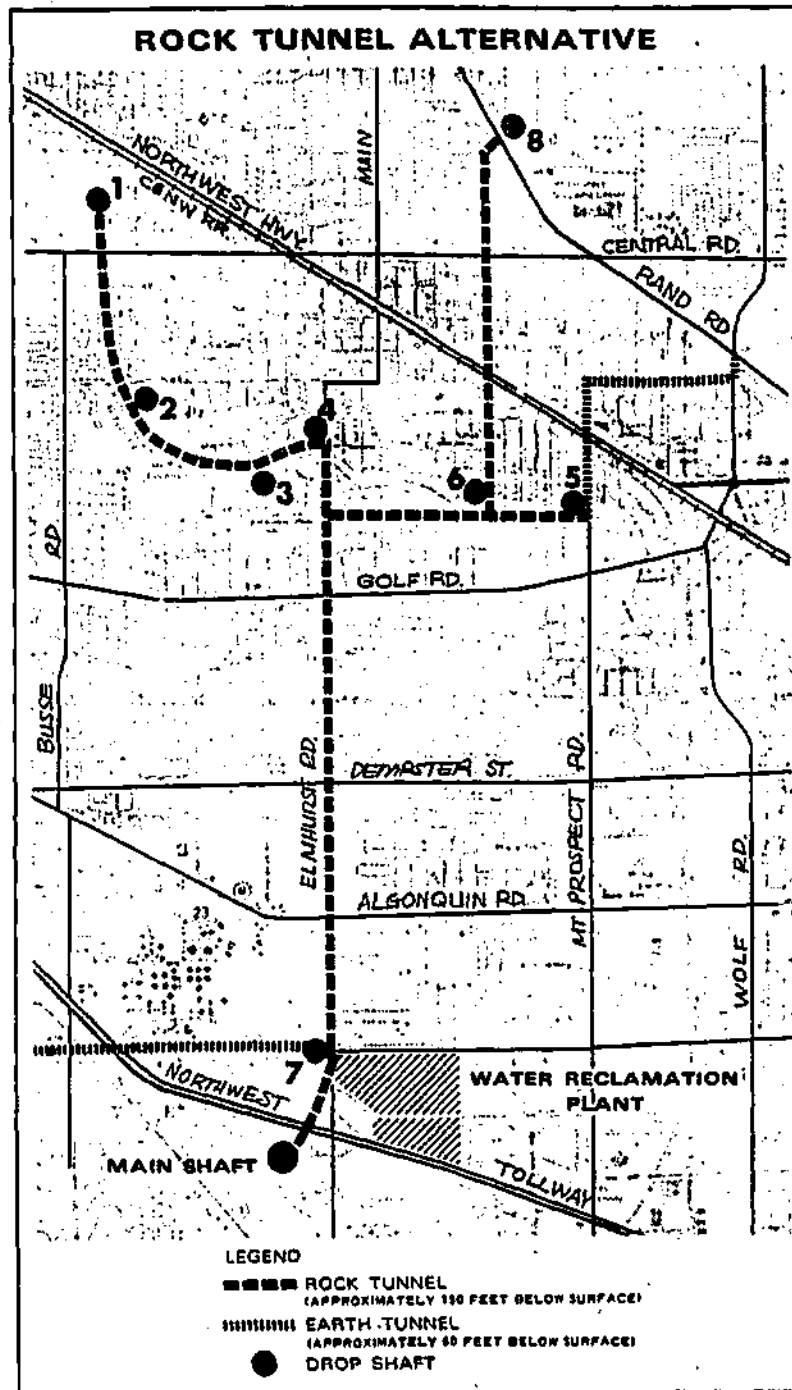 ROCK TUNNEL ALTERNATIVE
NORTHWEST HWY.
C&NW RR.
MAIN
1
8
CENTRAL RD.
RAND RD.
2
4
3
6
5
BUSSE RD.
GOLF RD.
ELMHURST RD.
DEMPSTER ST.
MT PROSPECT RD.
WOLF RD.
ALGONQUIN RD.
23
7
NORTHWEST TOLLWAY
WATER RECLAMATION
PLANT
MAIN SHAFT
LEGEND
ROCK TUNNEL
(APPROXIMATELY 150 FEET BELOW SURFACE)
EARTH TUNNEL
(APPROXIMATELY 60 FEET BELOW SURFACE)
DROP SHAFT